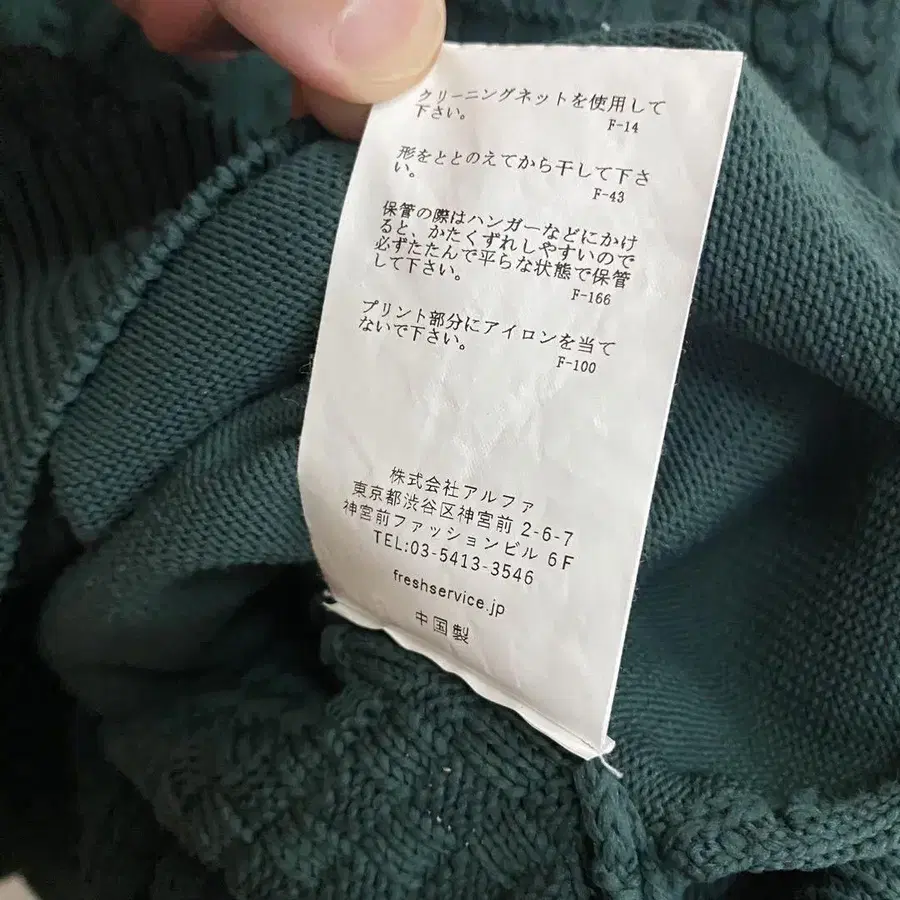 クリーニングネットを使用して
下さい。
F-14
形をととのえてから干して下さ
い。
F-43
保管の際はハンガーなどにかけ
ると、かたくずれしやすいので
必ずたたんで平らな状態で保管
して下さい。
F-166
プリント部分にアイロンを当て
ないで下さい。
F-100
株式会社アルファ
東京都渋谷区神宮前 2-6-7
神宮前ファッションビル 6F
TEL:03-5413-3546
freshservice.jp
中国製